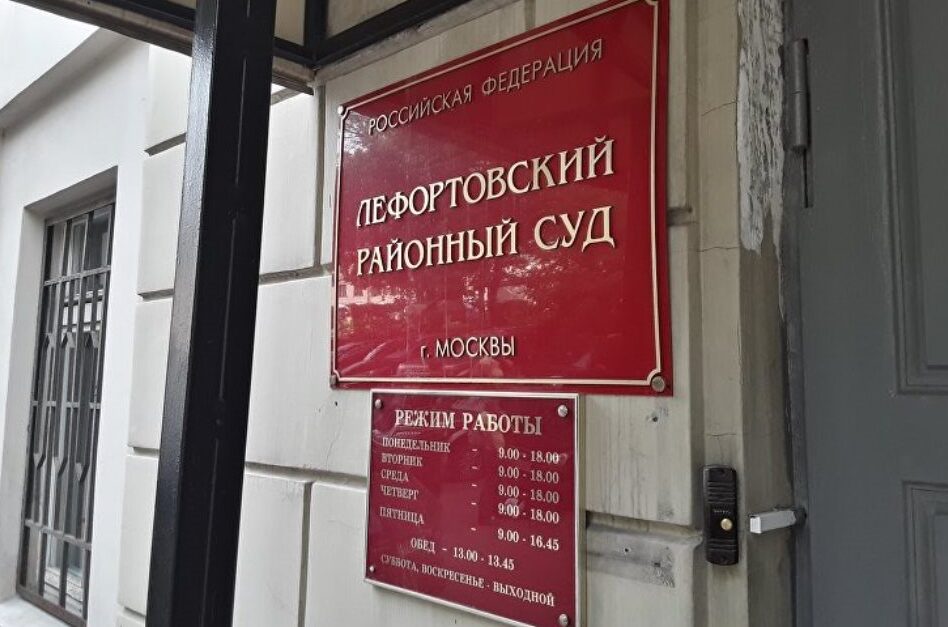 РОССИЙСКАЯ ФЕДЕРАЦИЯ
ЛЕФОРТОВСКИЙ
РАЙОННЫЙ СУД
г. МОСКВЫ
РЕЖИМ РАБОТЫ
ПОНЕДЕЛЬНИК - 9.00 - 18.00
ВТОРНИК - 9.00 - 18.00
СРЕДА - 9.00 - 18.00
ЧЕТВЕРГ - 9.00 - 18.00
ПЯТНИЦА - 9.00 - 16.45
ОБЕД - 13.00 - 13.45
СУББОТА, ВОСКРЕСЕНЬЕ - ВЫХОДНОЙ